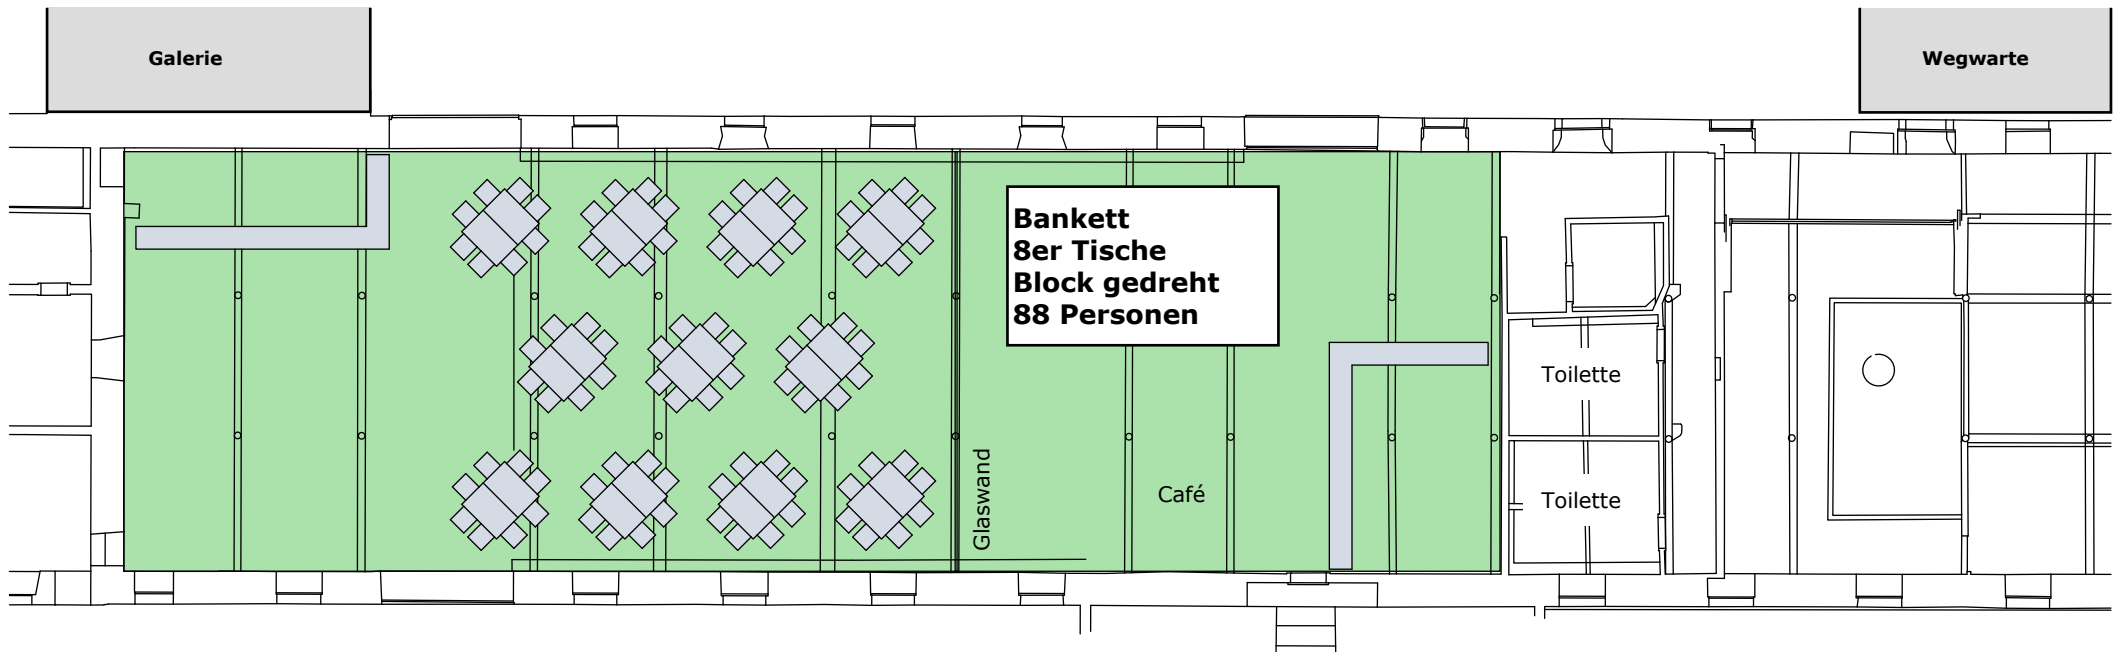 Galerie
Wegwarte
Bankett
8er Tische
Block gedreht
88 Personen
Toilette
Café
Toilette
Glaswand